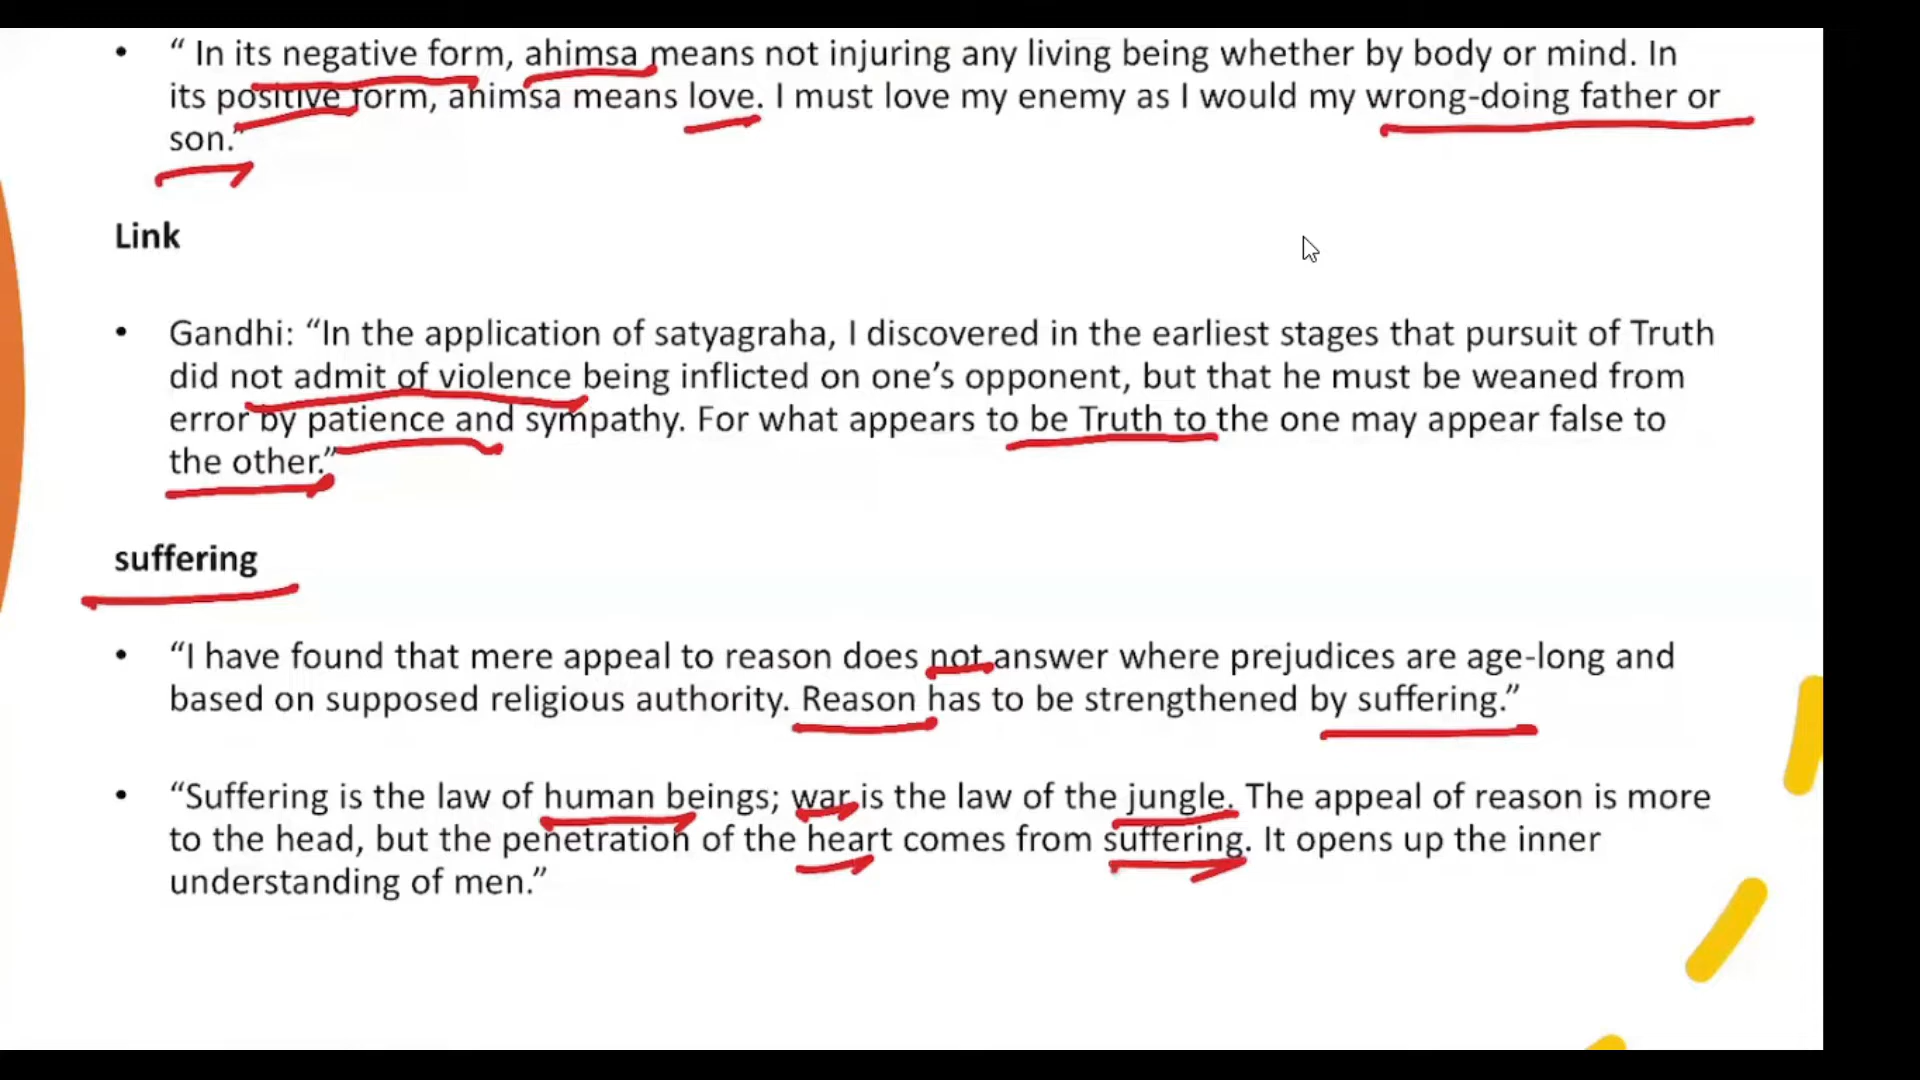 • “ In its negative form, ahimsa means not injuring any living being whether by body or mind. In
its positive form, ahimsa means love. I must love my enemy as I would my wrong-doing father or
son.”
Link
• Gandhi: “In the application of satyagraha, I discovered in the earliest stages that pursuit of Truth
did not admit of violence being inflicted on one’s opponent, but that he must be weaned from
error by patience and sympathy. For what appears to be Truth to the one may appear false to
the other.”
suffering
• “I have found that mere appeal to reason does not answer where prejudices are age-long and
based on supposed religious authority. Reason has to be strengthened by suffering.”
• “Suffering is the law of human beings; war is the law of the jungle. The appeal of reason is more
to the head, but the penetration of the heart comes from suffering. It opens up the inner
understanding of men.”